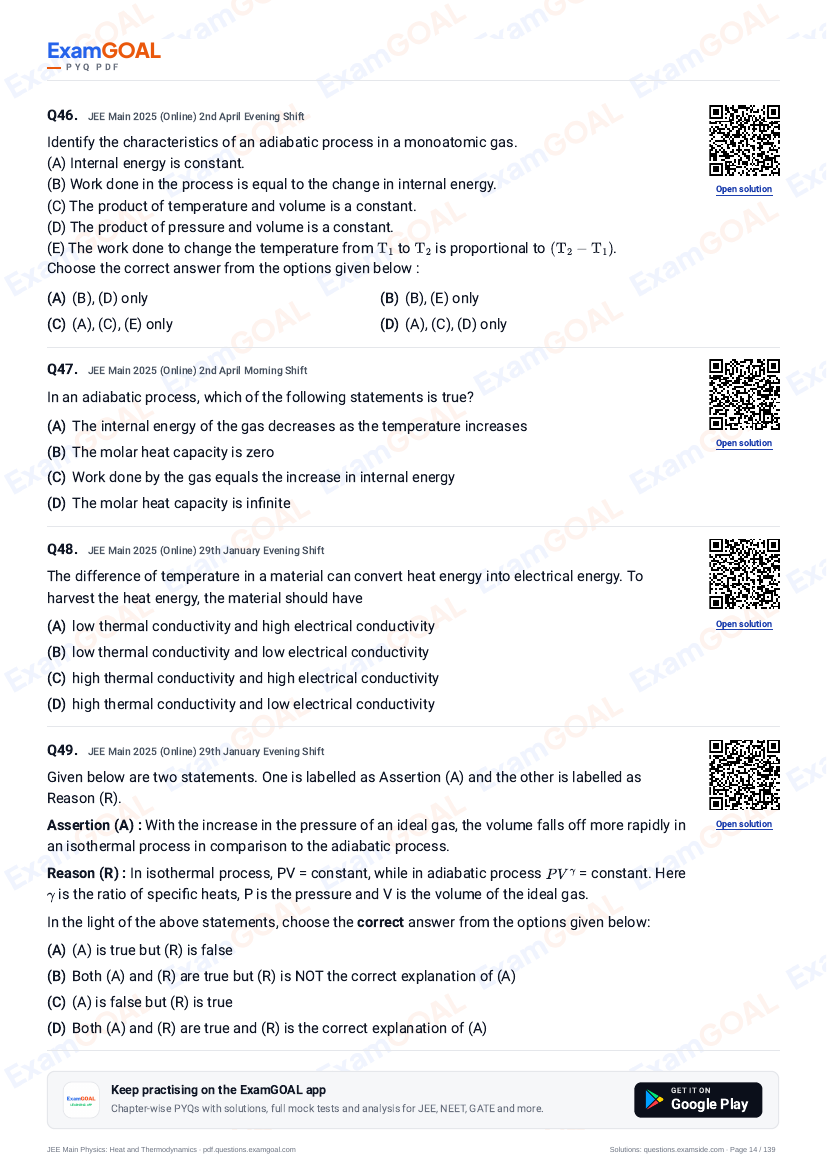 ExamGOAL
PYQ PDF
Q46. JEE Main 2025 (Online) 2nd April Evening Shift
Identify the characteristics of an adiabatic process in a monoatomic gas.
(A) Internal energy is constant.
(B) Work done in the process is equal to the change in internal energy.
(C) The product of temperature and volume is a constant.
(D) The product of pressure and volume is a constant.
(E) The work done to change the temperature from T₁ to T₂ is proportional to (T₂ − T₁).
Choose the correct answer from the options given below :
(A) (B), (D) only
(B) (B), (E) only
(C) (A), (C), (E) only
(D) (A), (C), (D) only
Open solution
Q47. JEE Main 2025 (Online) 2nd April Morning Shift
In an adiabatic process, which of the following statements is true?
(A) The internal energy of the gas decreases as the temperature increases
(B) The molar heat capacity is zero
(C) Work done by the gas equals the increase in internal energy
(D) The molar heat capacity is infinite
Open solution
Q48. JEE Main 2025 (Online) 29th January Evening Shift
The difference of temperature in a material can convert heat energy into electrical energy. To
harvest the heat energy, the material should have
(A) low thermal conductivity and high electrical conductivity
(B) low thermal conductivity and low electrical conductivity
(C) high thermal conductivity and high electrical conductivity
(D) high thermal conductivity and low electrical conductivity
Open solution
Q49. JEE Main 2025 (Online) 29th January Evening Shift
Given below are two statements. One is labelled as Assertion (A) and the other is labelled as
Reason (R).
Assertion (A) : With the increase in the pressure of an ideal gas, the volume falls off more rapidly in
an isothermal process in comparison to the adiabatic process.
Reason (R) : In isothermal process, PV = constant, while in adiabatic process PV^γ = constant. Here
γ is the ratio of specific heats, P is the pressure and V is the volume of the ideal gas.
In the light of the above statements, choose the correct answer from the options given below:
(A) (A) is true but (R) is false
(B) Both (A) and (R) are true but (R) is NOT the correct explanation of (A)
(C) (A) is false but (R) is true
(D) Both (A) and (R) are true and (R) is the correct explanation of (A)
Open solution
ExamGOAL
Keep practising on the ExamGOAL app
Chapter-wise PYQs with solutions, full mock tests and analysis for JEE, NEET, GATE and more.
GET IT ON
Google Play
JEE Main Physics: Heat and Thermodynamics · pdf.questions.examgoal.com
Solutions: questions.examside.com · Page 14 / 139